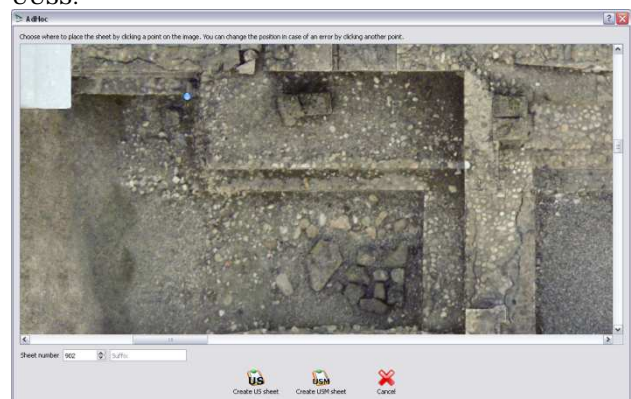 UUSS.
AdHoc
Choose where to place the sheet by clicking a point on the image. You can change the position in case of an error by clicking another point.
Sheet number 902 Suffix
US USM
Create US sheet Create USM sheet Cancel